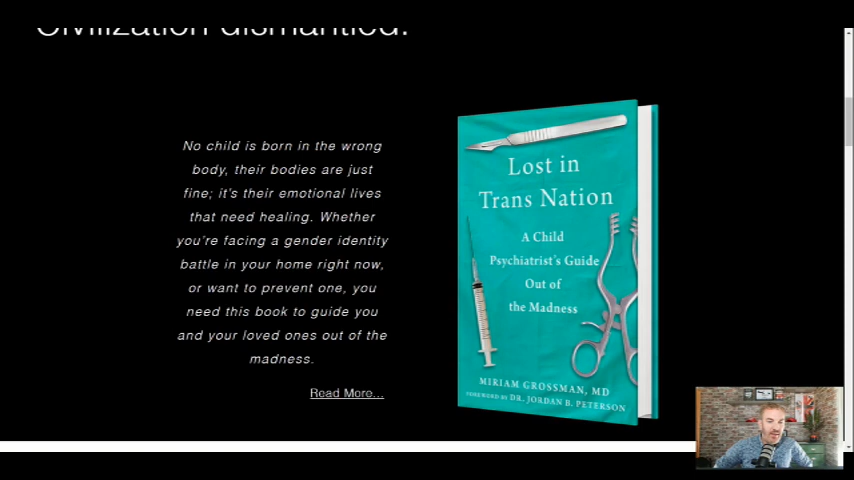 Civilization dismantled.
No child is born in the wrong
body, their bodies are just
fine; it's their emotional lives
that need healing. Whether
you're facing a gender identity
battle in your home right now,
or want to prevent one, you
need this book to guide you
and your loved ones out of the
madness.
Read More...
Lost in
Trans Nation
A Child
Psychiatrist's Guide
Out of
the Madness
MIRIAM GROSSMAN, MD
FOREWORD BY DR. JORDAN B. PETERSON